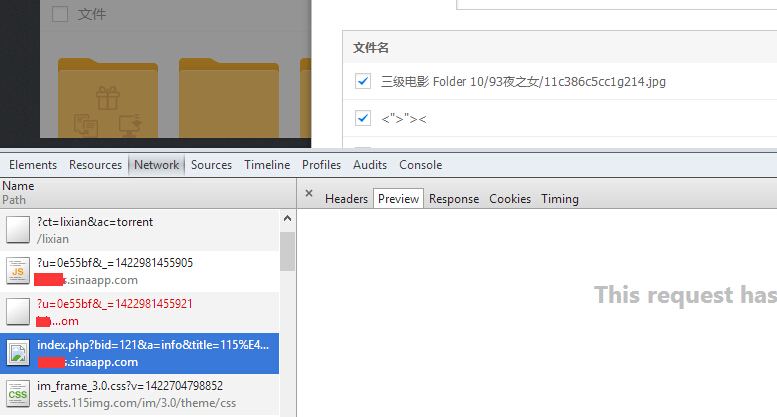 文件
文件名
三级电影 Folder 10/93夜之女/11c386c5cc1g214.jpg
<">"><
Elements Resources Network Sources Timeline Profiles Audits Console
Name
Path
× Headers Preview Response Cookies Timing
?ct=lixian&ac=torrent
/lixian
JS
?u=0e55bf&_=1422981455905
s.sinaapp.com
?u=0e55bf&_=1422981455921
...om
index.php?bid=121&a=info&title=115%E4...
s.sinaapp.com
CSS
im_frame_3.0.css?v=1422704798852
assets.115img.com/im/3.0/theme/css
This request has